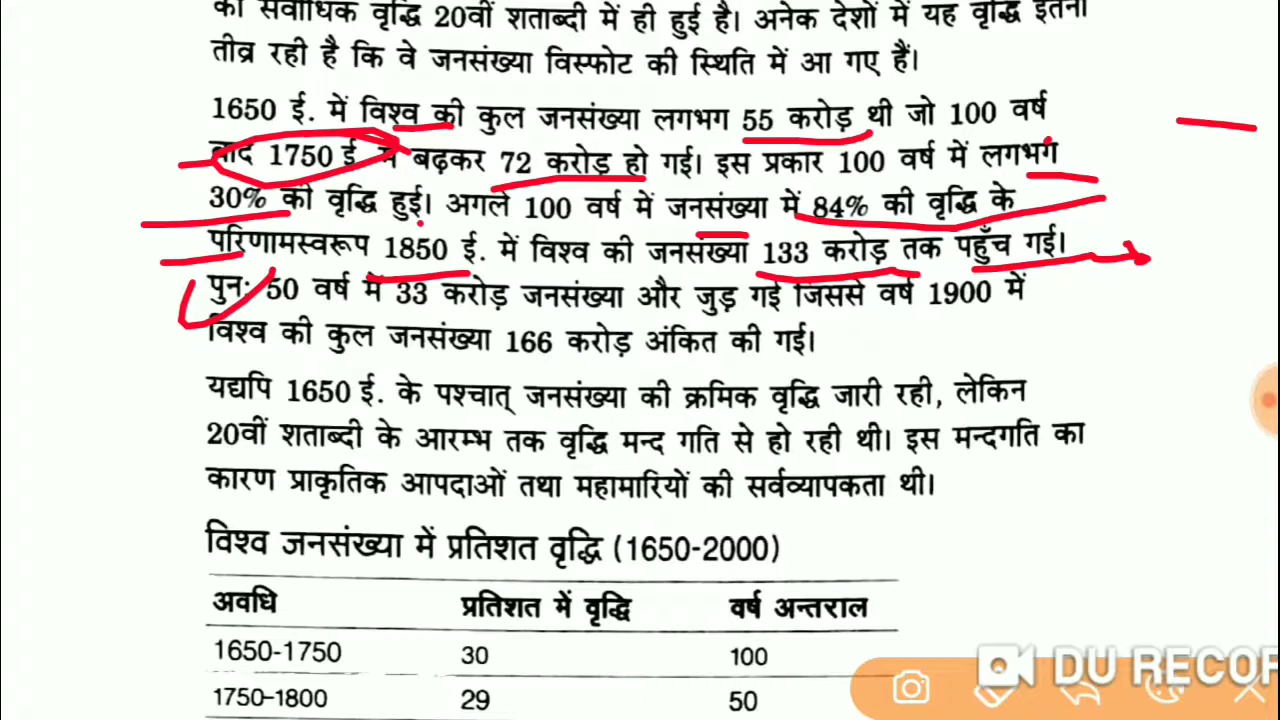 की सर्वाधिक वृद्धि 20वीं शताब्दी में ही हुई है। अनेक देशों में यह वृद्धि इतनी
तीव्र रही है कि वे जनसंख्या विस्फोट की स्थिति में आ गए हैं।
1650 ई. में विश्व की कुल जनसंख्या लगभग 55 करोड़ थी जो 100 वर्ष
बाद 1750 ई. में बढ़कर 72 करोड़ हो गई। इस प्रकार 100 वर्ष में लगभग
30% की वृद्धि हुई। अगले 100 वर्ष में जनसंख्या में 84% की वृद्धि के
परिणामस्वरूप 1850 ई. में विश्व की जनसंख्या 133 करोड़ तक पहुँच गई।
पुनः 50 वर्ष में 33 करोड़ जनसंख्या और जुड़ गई जिससे वर्ष 1900 में
विश्व की कुल जनसंख्या 166 करोड़ अंकित की गई।
यद्यपि 1650 ई. के पश्चात् जनसंख्या की क्रमिक वृद्धि जारी रही, लेकिन
20वीं शताब्दी के आरम्भ तक वृद्धि मन्द गति से हो रही थी। इस मन्दगति का
कारण प्राकृतिक आपदाओं तथा महामारियों की सर्वव्यापकता थी।
विश्व जनसंख्या में प्रतिशत वृद्धि (1650-2000)
अवधि प्रतिशत में वृद्धि वर्ष अन्तराल
1650-1750 30 100
1750-1800 29 50
DU RECOR